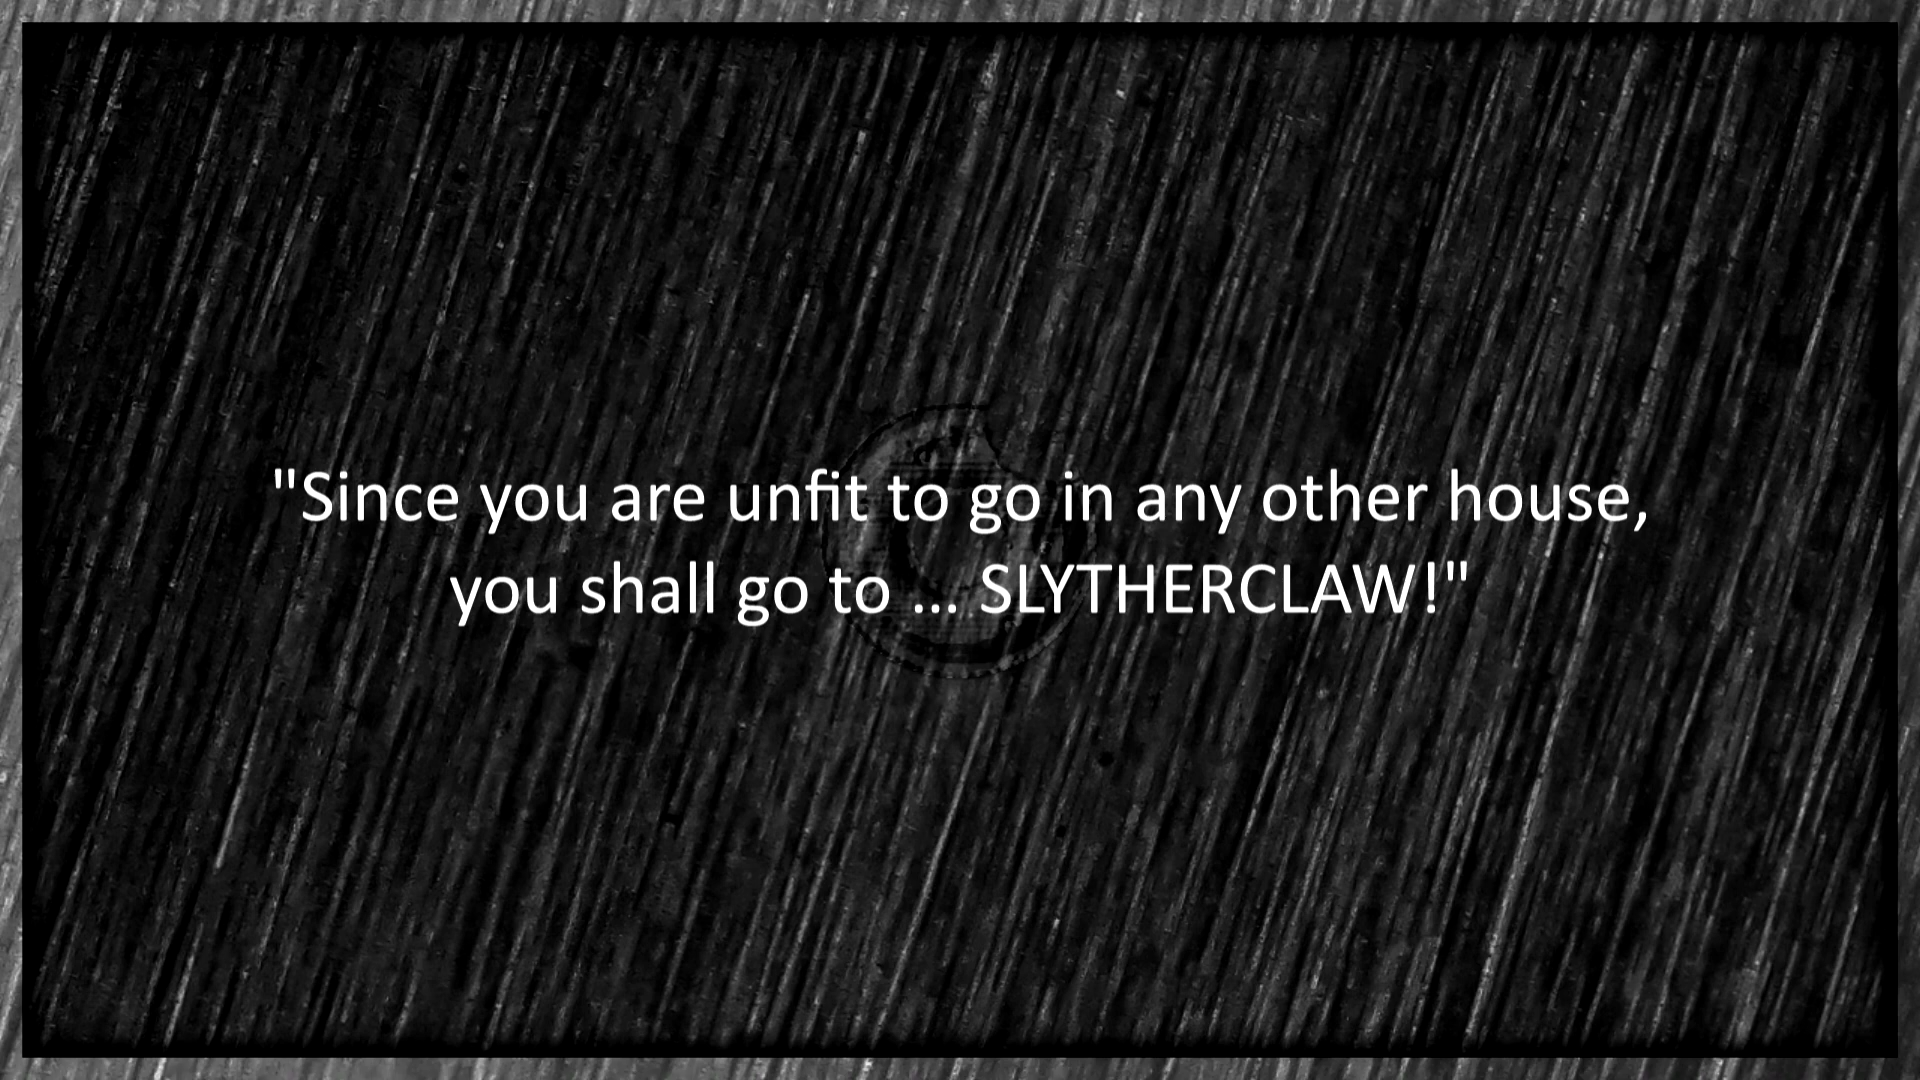 "Since you are unfit to go in any other house,
you shall go to ... SLYTHERCLAW!"